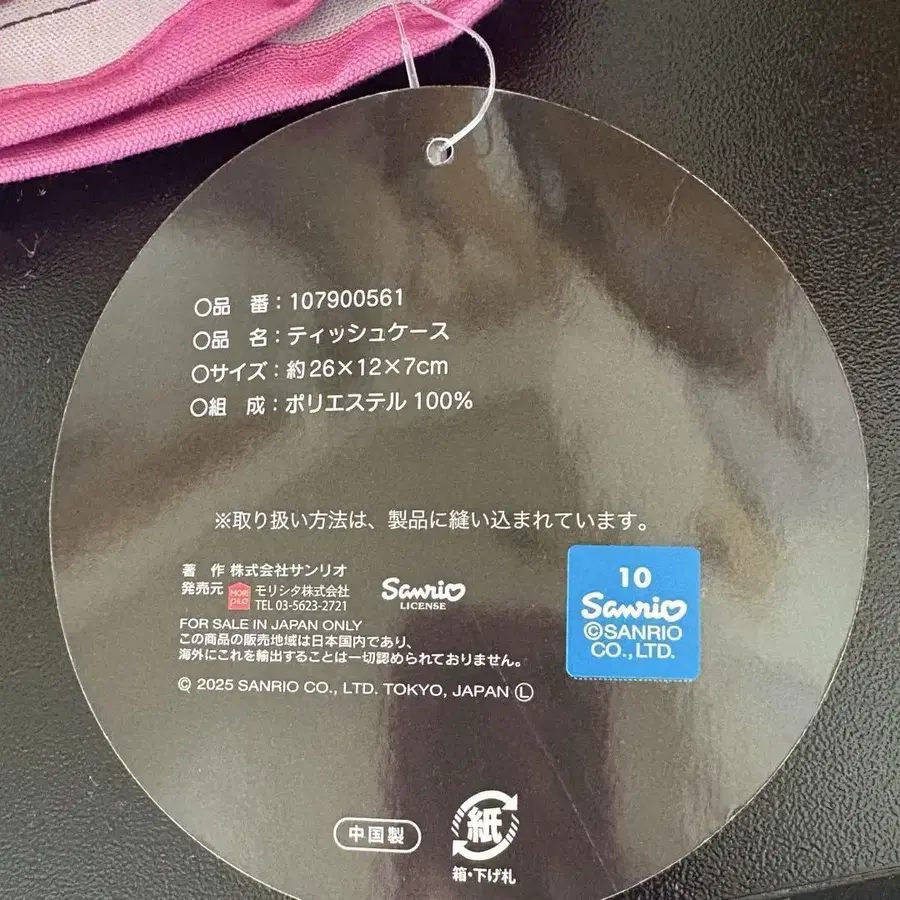 〇品　番：107900561
〇品　名：ティッシュケース
〇サイズ：約26×12×7cm
〇組　成：ポリエステル 100%
※取り扱い方法は、製品に縫い込まれています。
著　作 株式会社サンリオ
発売元 MORIPiLO モリシタ株式会社
TEL 03-5623-2721
Sanrio
LICENSE
FOR SALE IN JAPAN ONLY
この商品の販売地域は日本国内であり、
海外にこれを輸出することは一切認められておりません。
© 2025 SANRIO CO., LTD. TOKYO, JAPAN Ⓛ
10
Sanrio
©SANRIO
CO., LTD.
中国製
紙
箱・下げ札